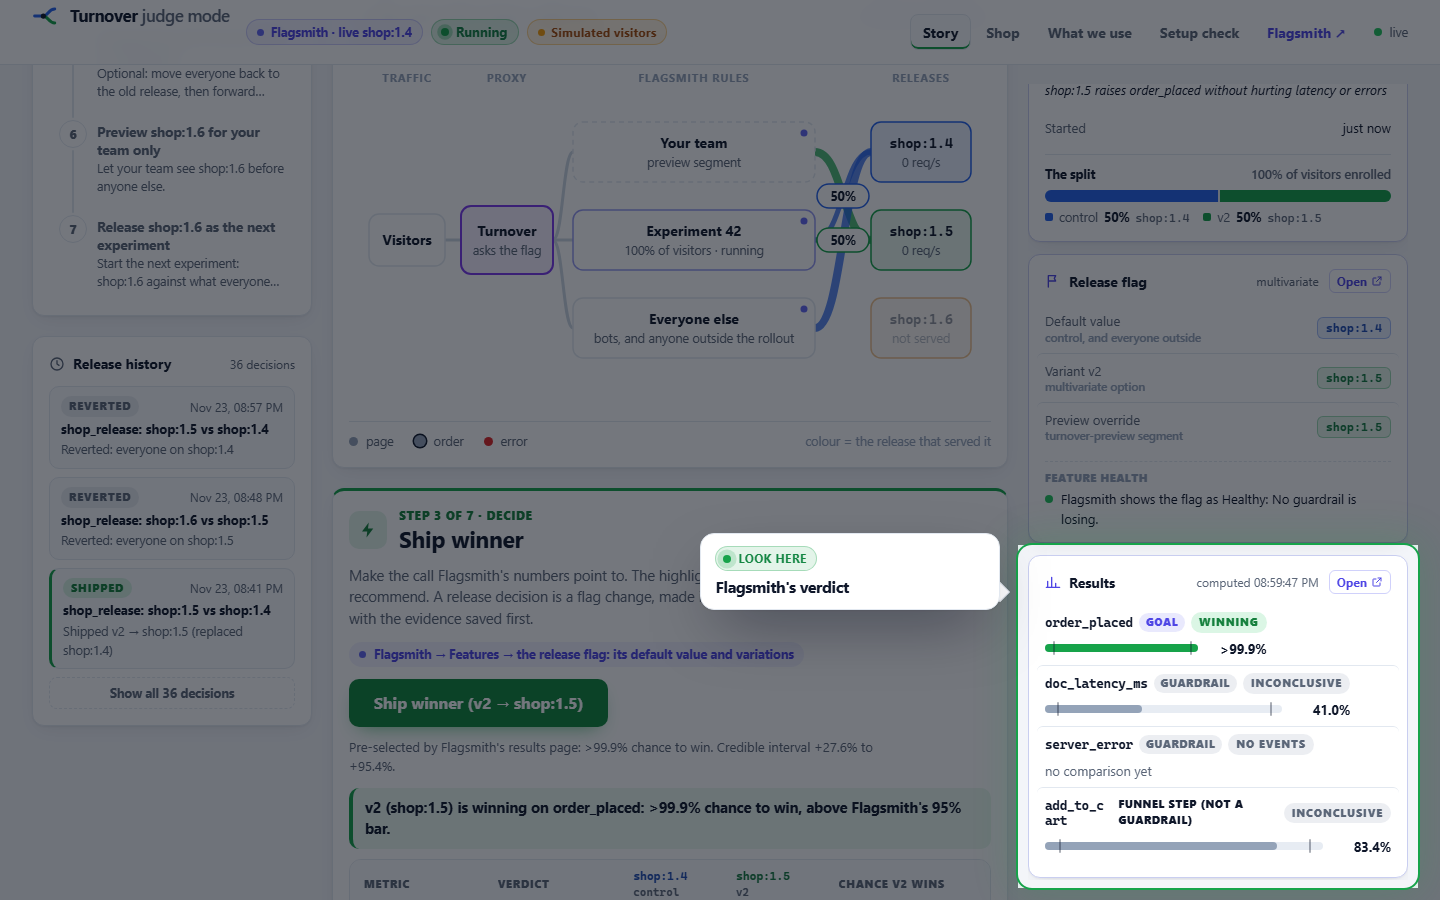 Turnover judge mode
Flagsmith · live shop:1.4
Running
Simulated visitors
Story
Shop
What we use
Setup check
Flagsmith ↗
live
Optional: move everyone back to
the old release, then forward...
6
Preview shop:1.6 for your
team only
Let your team see shop:1.6 before
anyone else.
7
Release shop:1.6 as the next
experiment
Start the next experiment:
shop:1.6 against what everyone...
Release history
36 decisions
REVERTED
Nov 23, 08:57 PM
shop_release: shop:1.5 vs shop:1.4
Reverted: everyone on shop:1.4
REVERTED
Nov 23, 08:48 PM
shop_release: shop:1.6 vs shop:1.5
Reverted: everyone on shop:1.5
SHIPPED
Nov 23, 08:41 PM
shop_release: shop:1.5 vs shop:1.4
Shipped v2 → shop:1.5 (replaced
shop:1.4)
Show all 36 decisions
TRAFFIC
PROXY
FLAGSMITH RULES
RELEASES
Your team
preview segment
shop:1.4
0 req/s
50%
Visitors
Turnover
asks the flag
Experiment 42
100% of visitors · running
50%
shop:1.5
0 req/s
Everyone else
bots, and anyone outside the rollout
shop:1.6
not served
page
order
error
colour = the release that served it
STEP 3 OF 7 · DECIDE
Ship winner
Make the call Flagsmith's numbers point to. The highlig
recommend. A release decision is a flag change, made
with the evidence saved first.
Flagsmith → Features → the release flag: its default value and variations
Ship winner (v2 → shop:1.5)
Pre-selected by Flagsmith's results page: >99.9% chance to win. Credible interval +27.6% to
+95.4%.
v2 (shop:1.5) is winning on order_placed: >99.9% chance to win, above Flagsmith's 95%
bar.
METRIC
VERDICT
shop:1.4
control
shop:1.5
v2
CHANCE V2 WINS
LOOK HERE
Flagsmith's verdict
shop:1.5 raises order_placed without hurting latency or errors
Started
just now
The split
100% of visitors enrolled
control 50% shop:1.4
v2 50% shop:1.5
Release flag
multivariate
Open
Default value
control, and everyone outside
shop:1.4
Variant v2
multivariate option
shop:1.5
Preview override
turnover-preview segment
shop:1.5
FEATURE HEALTH
Flagsmith shows the flag as Healthy: No guardrail is
losing.
Results
computed 08:59:47 PM
Open
order_placed GOAL WINNING
>99.9%
doc_latency_ms GUARDRAIL INCONCLUSIVE
41.0%
server_error GUARDRAIL NO EVENTS
no comparison yet
add_to_c
art
FUNNEL STEP (NOT A
GUARDRAIL)
INCONCLUSIVE
83.4%